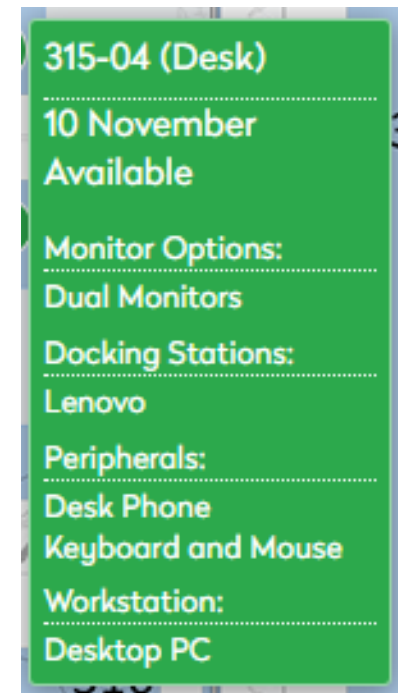 315-04 (Desk)
10 November
Available
Monitor Options:
Dual Monitors
Docking Stations:
Lenovo
Peripherals:
Desk Phone
Keyboard and Mouse
Workstation:
Desktop PC